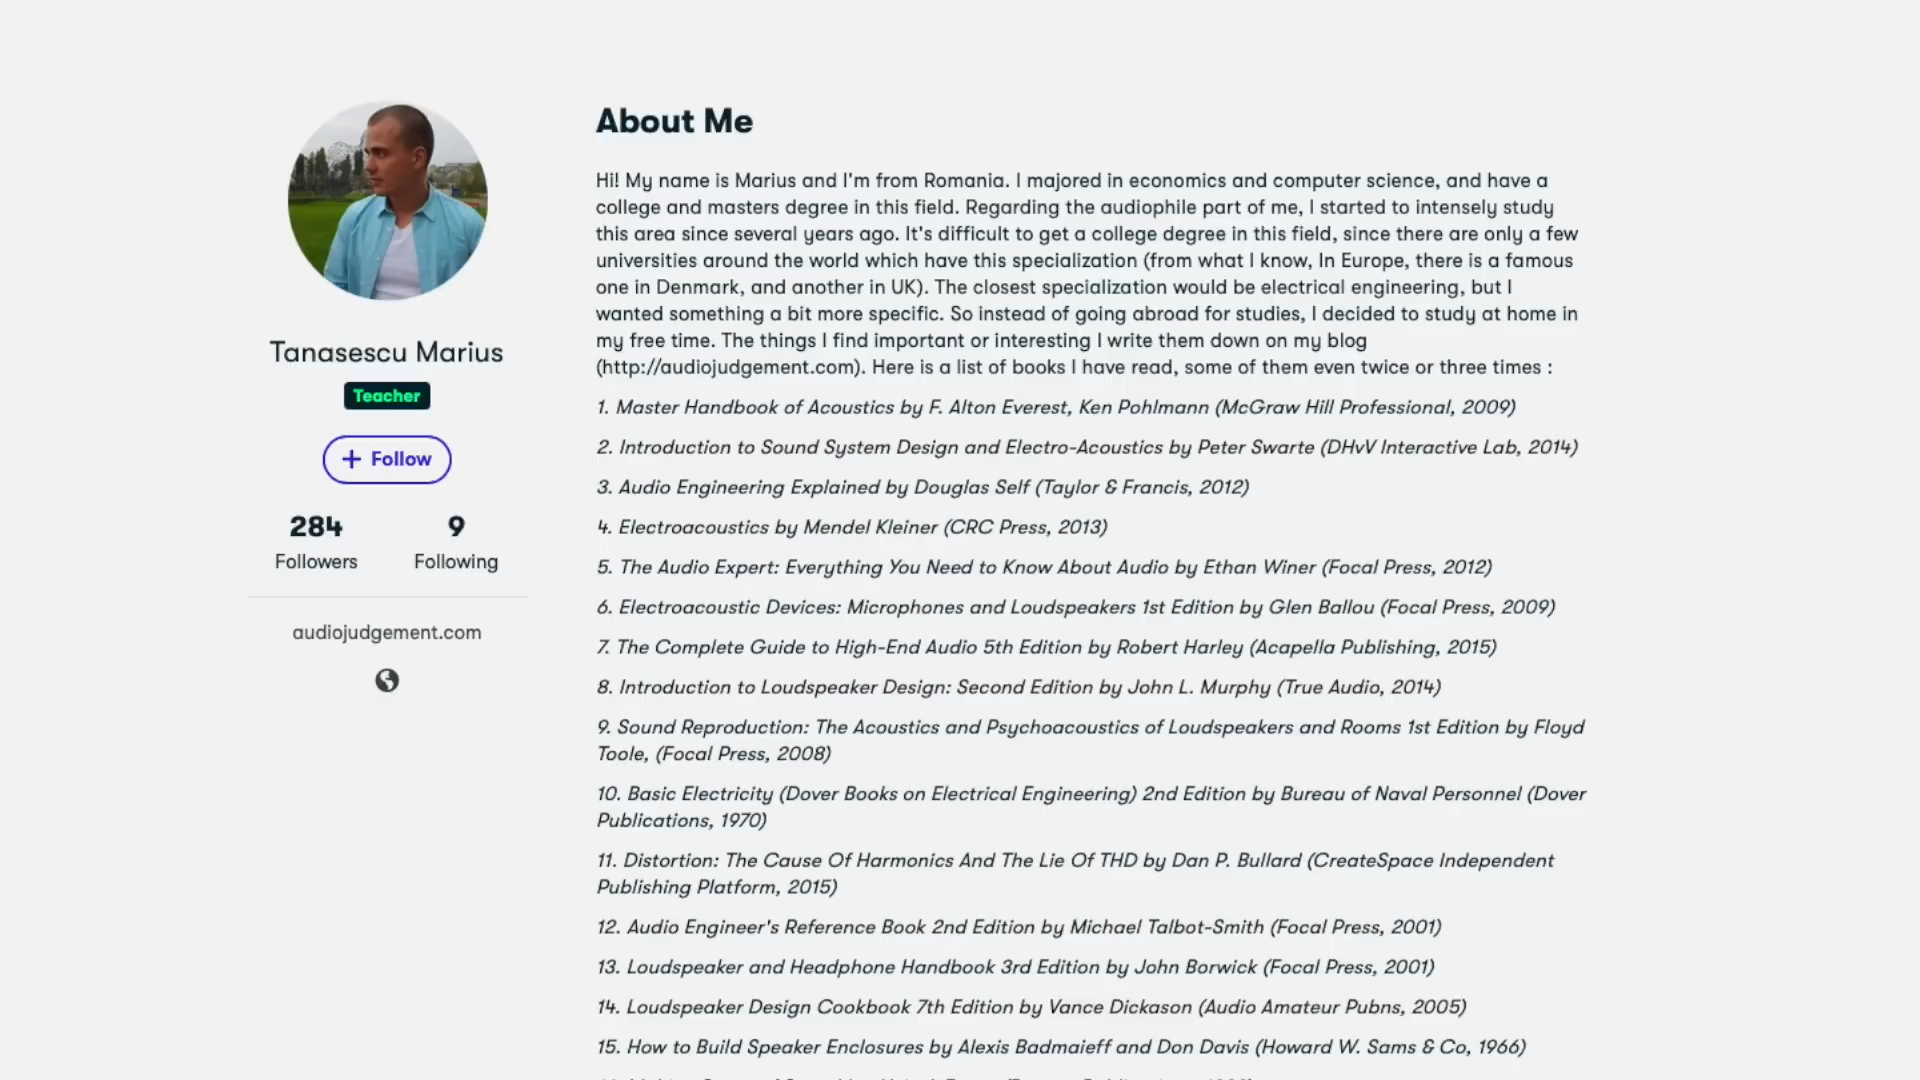 About Me
Hi! My name is Marius and I'm from Romania. I majored in economics and computer science, and have a
college and masters degree in this field. Regarding the audiophile part of me, I started to intensely study
this area since several years ago. It's difficult to get a college degree in this field, since there are only a few
universities around the world which have this specialization (from what I know, In Europe, there is a famous
one in Denmark, and another in UK). The closest specialization would be electrical engineering, but I
wanted something a bit more specific. So instead of going abroad for studies, I decided to study at home in
my free time. The things I find important or interesting I write them down on my blog
(http://audiojudgement.com). Here is a list of books I have read, some of them even twice or three times :
1. Master Handbook of Acoustics by F. Alton Everest, Ken Pohlmann (McGraw Hill Professional, 2009)
2. Introduction to Sound System Design and Electro-Acoustics by Peter Swarte (DHvV Interactive Lab, 2014)
3. Audio Engineering Explained by Douglas Self (Taylor & Francis, 2012)
4. Electroacoustics by Mendel Kleiner (CRC Press, 2013)
5. The Audio Expert: Everything You Need to Know About Audio by Ethan Winer (Focal Press, 2012)
6. Electroacoustic Devices: Microphones and Loudspeakers 1st Edition by Glen Ballou (Focal Press, 2009)
7. The Complete Guide to High-End Audio 5th Edition by Robert Harley (Acapella Publishing, 2015)
8. Introduction to Loudspeaker Design: Second Edition by John L. Murphy (True Audio, 2014)
9. Sound Reproduction: The Acoustics and Psychoacoustics of Loudspeakers and Rooms 1st Edition by Floyd
Toole, (Focal Press, 2008)
10. Basic Electricity (Dover Books on Electrical Engineering) 2nd Edition by Bureau of Naval Personnel (Dover
Publications, 1970)
11. Distortion: The Cause Of Harmonics And The Lie Of THD by Dan P. Bullard (CreateSpace Independent
Publishing Platform, 2015)
12. Audio Engineer's Reference Book 2nd Edition by Michael Talbot-Smith (Focal Press, 2001)
13. Loudspeaker and Headphone Handbook 3rd Edition by John Borwick (Focal Press, 2001)
14. Loudspeaker Design Cookbook 7th Edition by Vance Dickason (Audio Amateur Pubns, 2005)
15. How to Build Speaker Enclosures by Alexis Badmaieff and Don Davis (Howard W. Sams & Co, 1966)
Tanasescu Marius
Teacher
+ Follow
284 9
Followers Following
audiojudgement.com